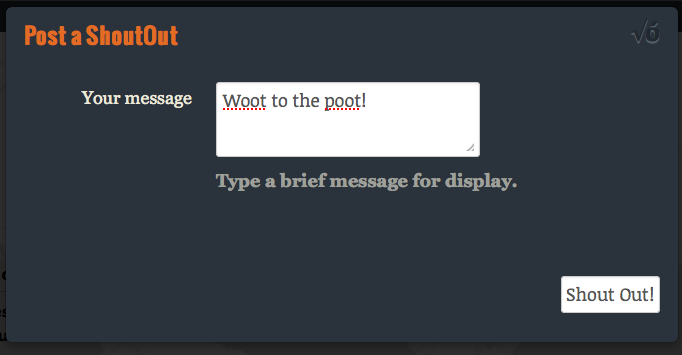 Post a ShoutOut
√ó
Your message
Woot to the poot!
Type a brief message for display.
Shout Out!